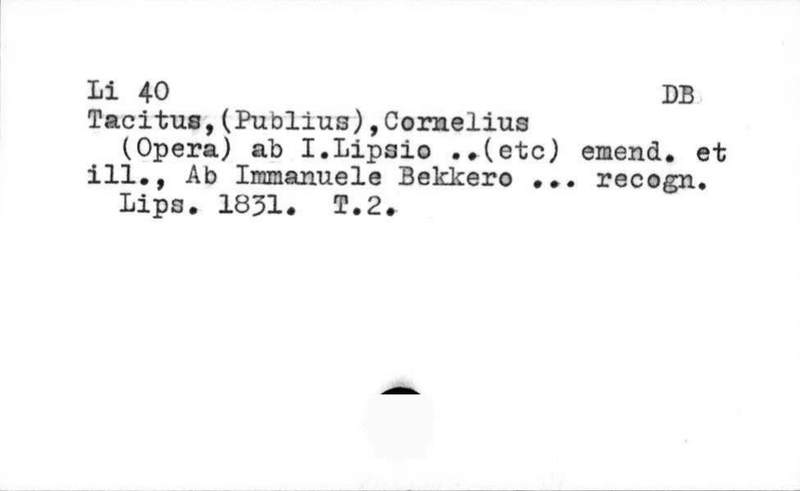 Li 40 DB
Tacitus,(Publius),Cornelius
(Opera) ab I.Lipsio ..(etc) emend. et
ill., Ab Immanuele Bekkero ... recogn.
Lips. 1831. T.2.